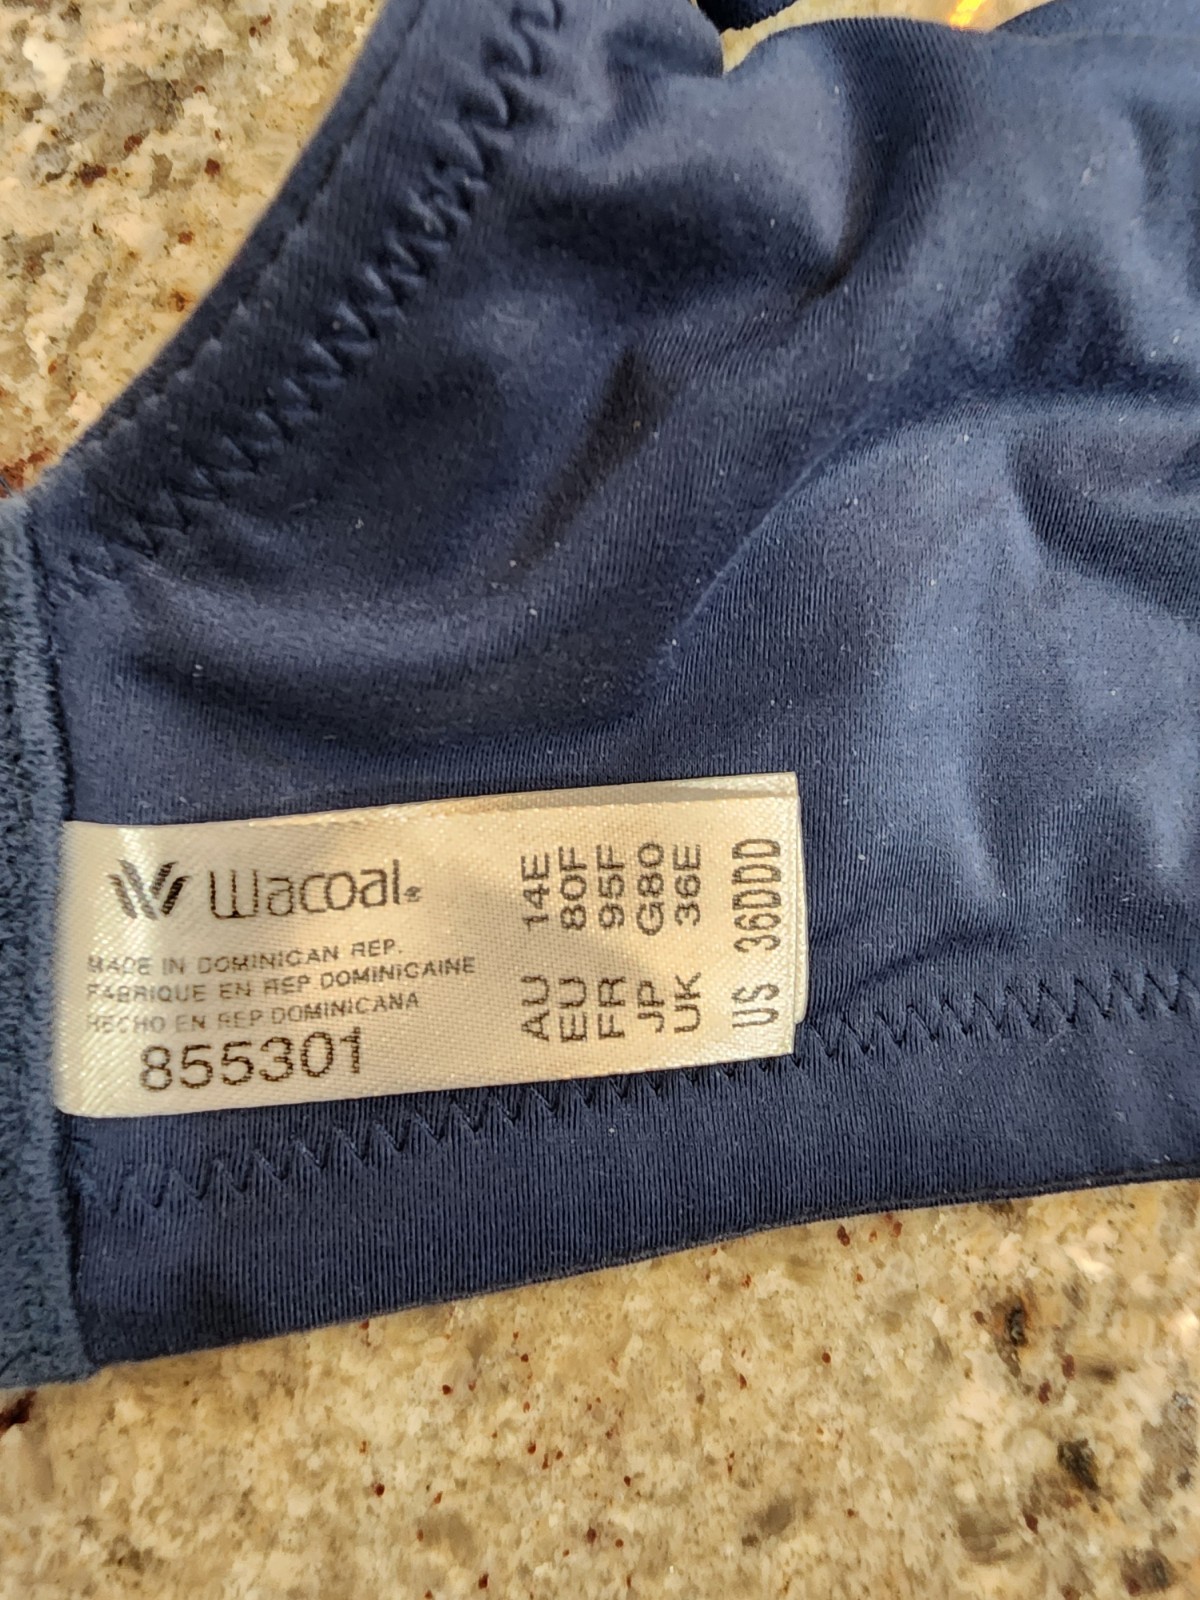 Wacoal®
MADE IN DOMINICAN REP.
FABRIQUE EN REP DOMINICAINE
HECHO EN REP DOMINICANA
855301
AU 14E
EU 80F
FR 95F
JP G80
UK 36E
US 36DDD